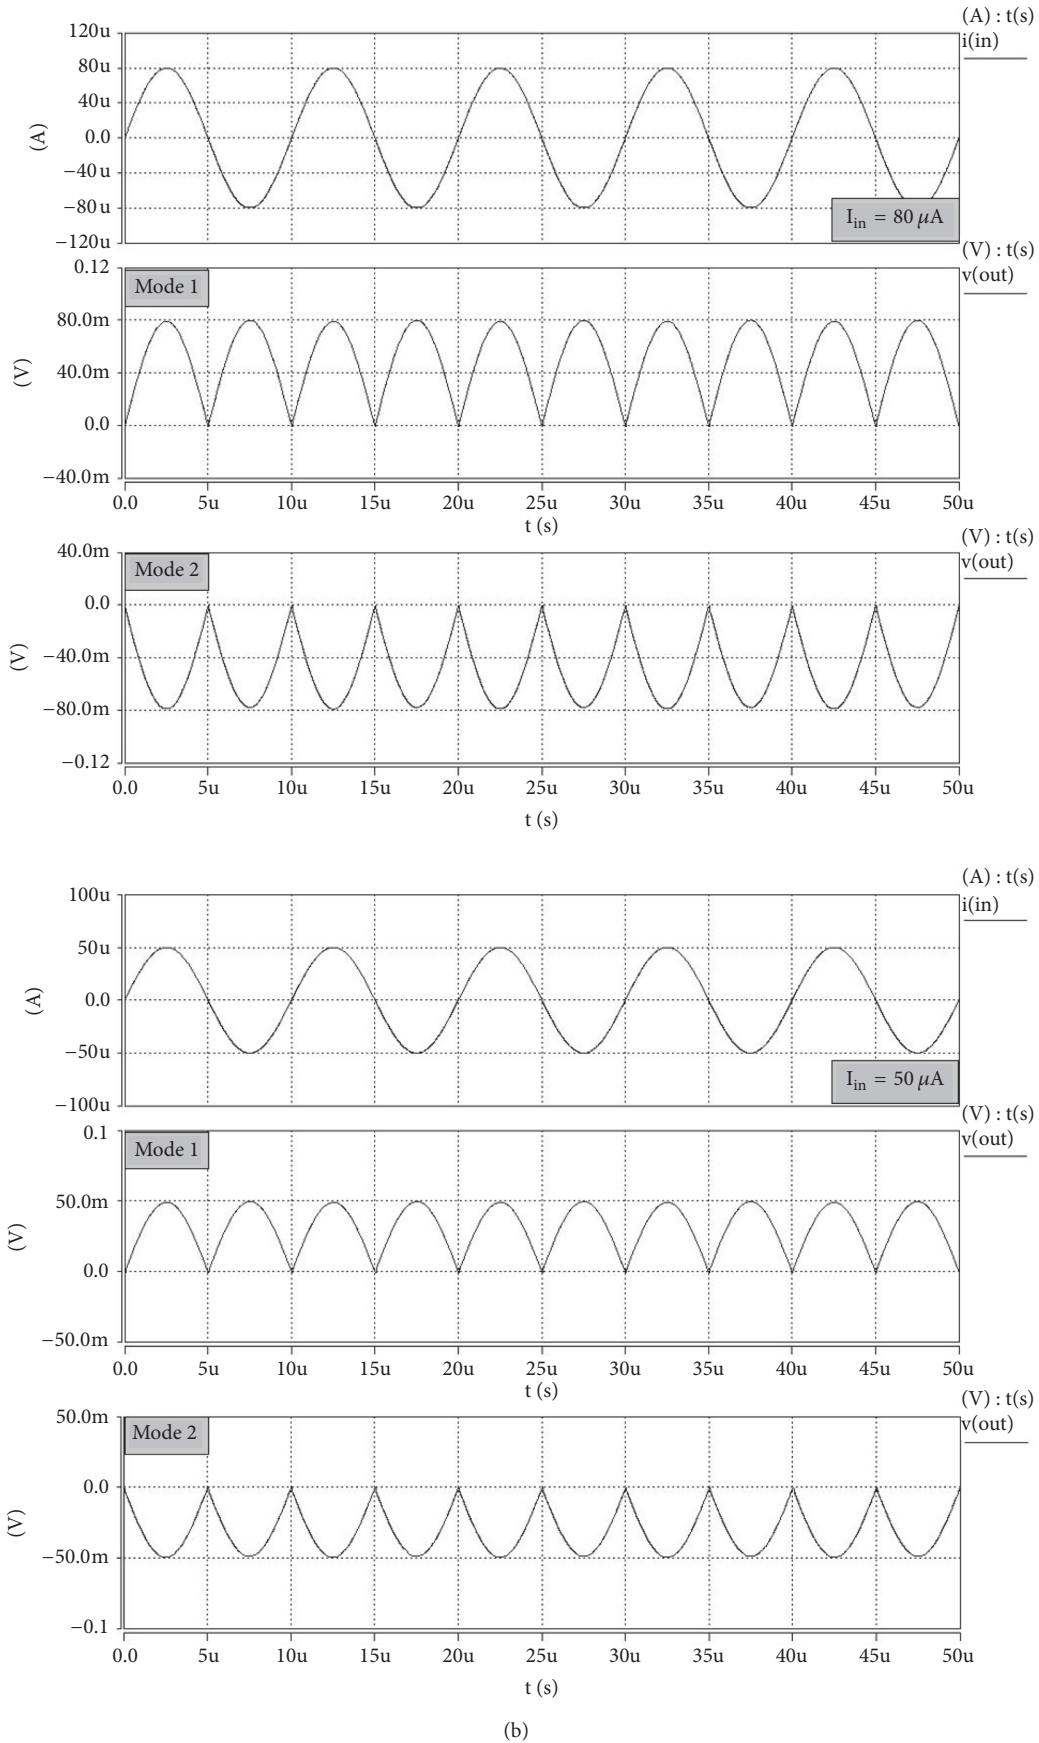 (A) : t(s)
i(in)
120u
80u
40u
0.0
−40u
−80u
−120u
(A)
I_in = 80 μA
(V) : t(s)
v(out)
Mode 1
0.12
80.0m
40.0m
0.0
−40.0m
(V)
0.0 5u 10u 15u 20u 25u 30u 35u 40u 45u 50u
t (s)
(V) : t(s)
v(out)
Mode 2
40.0m
0.0
−40.0m
−80.0m
−0.12
(V)
0.0 5u 10u 15u 20u 25u 30u 35u 40u 45u 50u
t (s)
(A) : t(s)
i(in)
100u
50u
0.0
−50u
−100u
(A)
I_in = 50 μA
(V) : t(s)
v(out)
Mode 1
0.1
50.0m
0.0
−50.0m
(V)
0.0 5u 10u 15u 20u 25u 30u 35u 40u 45u 50u
t (s)
(V) : t(s)
v(out)
Mode 2
50.0m
0.0
−50.0m
−0.1
(V)
0.0 5u 10u 15u 20u 25u 30u 35u 40u 45u 50u
t (s)
(b)